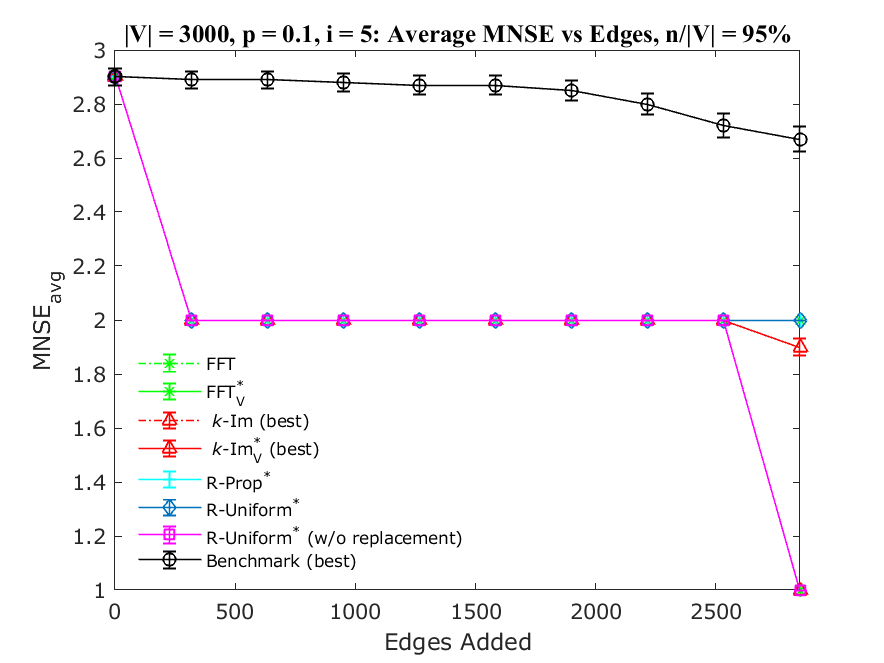 |V| = 3000, p = 0.1, i = 5: Average MNSE vs Edges, n/|V| = 95%
3
2.8
2.6
2.4
2.2
2
1.8
1.6
1.4
1.2
1
MNSE_avg
FFT
FFT*_V
k-Im (best)
k-Im*_V (best)
R-Prop*
R-Uniform*
R-Uniform* (w/o replacement)
Benchmark (best)
0 500 1000 1500 2000 2500
Edges Added